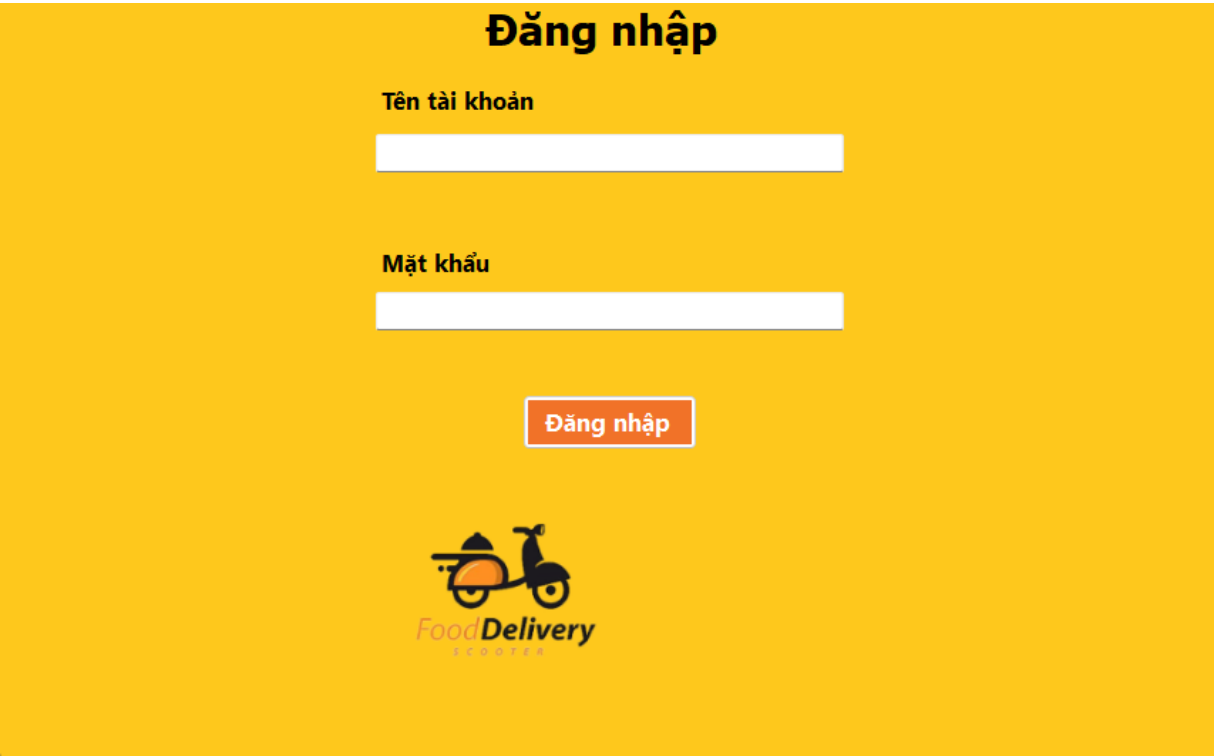 Đăng nhập
Tên tài khoản
Mặt khẩu
Đăng nhập
FoodDelivery
SCOOTER